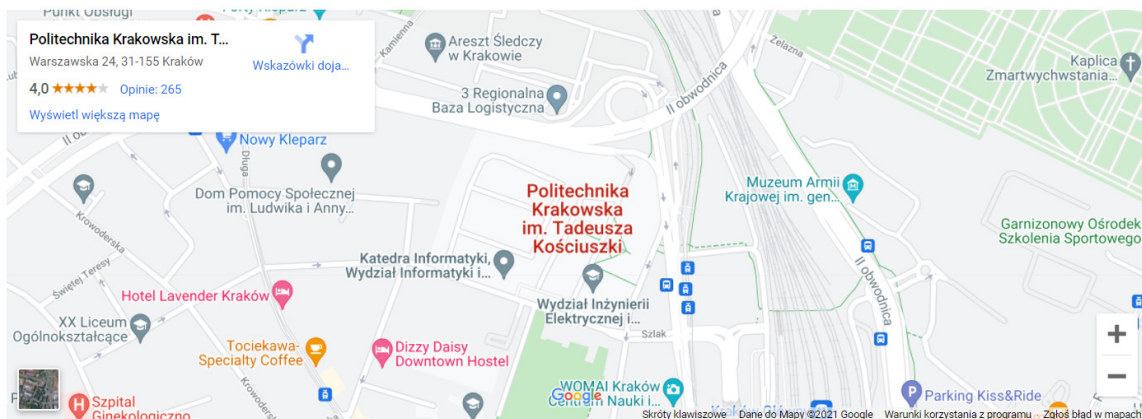 Punkt Obsługi
Politechnika Krakowska im. T...
Warszawska 24, 31-155 Kraków
4,0
Opinie: 265
Wskazówki doja...
Wyświetl większą mapę
Kamienna
Areszt Śledczy
w Krakowie
3 Regionalna
Baza Logistyczna
II obwodnica
Żelazna
Kaplica
Zmartwychwstania...
II obwodnica
Nowy Kleparz
Długa
Dom Pomocy Społecznej
im. Ludwika i Anny...
Politechnika
Krakowska
im. Tadeusza
Kościuszki
Muzeum Armii
Krajowej im. gen...
Garnizonowy Ośrodek
Szkolenia Sportowego
Krowoderska
Świętej Teresy
Katedra Informatyki,
Wydział Informatyki i...
Wydział Inżynierii
Elektrycznej i...
Szlak
II obwodnica
Hotel Lavender Kraków
XX Liceum
Ogólnokształcące
Tociekawa-
Specialty Coffee
Dizzy Daisy
Downtown Hostel
Krowoderska
WOMAI Kraków
Centrum Nauki i...
Google
Parking Kiss&Ride
Szpital
Ginekologiczno
Skróty klawiszowe
Dane do Mapy ©2021 Google
Warunki korzystania z programu
Zgłoś błąd w mapach